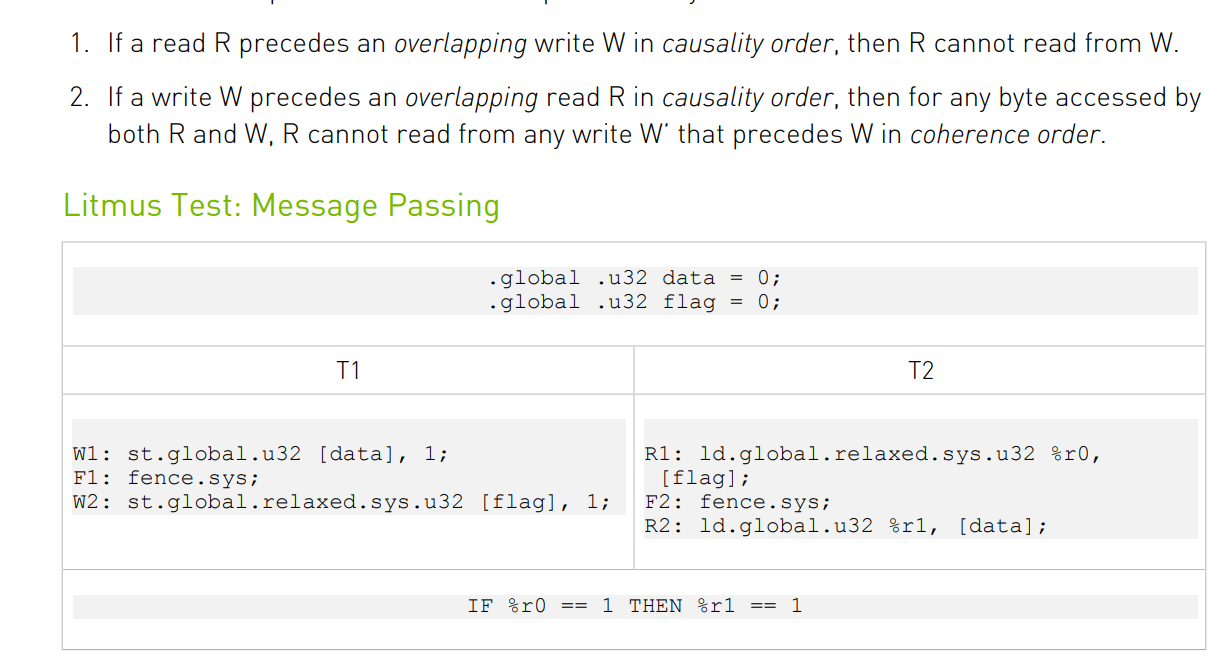 1. If a read R precedes an overlapping write W in causality order, then R cannot read from W.
2. If a write W precedes an overlapping read R in causality order, then for any byte accessed by
both R and W, R cannot read from any write W' that precedes W in coherence order.
Litmus Test: Message Passing
.global .u32 data = 0;
.global .u32 flag = 0;
T1
T2
W1: st.global.u32 [data], 1;
F1: fence.sys;
W2: st.global.relaxed.sys.u32 [flag], 1;
R1: ld.global.relaxed.sys.u32 %r0,
[flag];
F2: fence.sys;
R2: ld.global.u32 %r1, [data];
IF %r0 == 1 THEN %r1 == 1